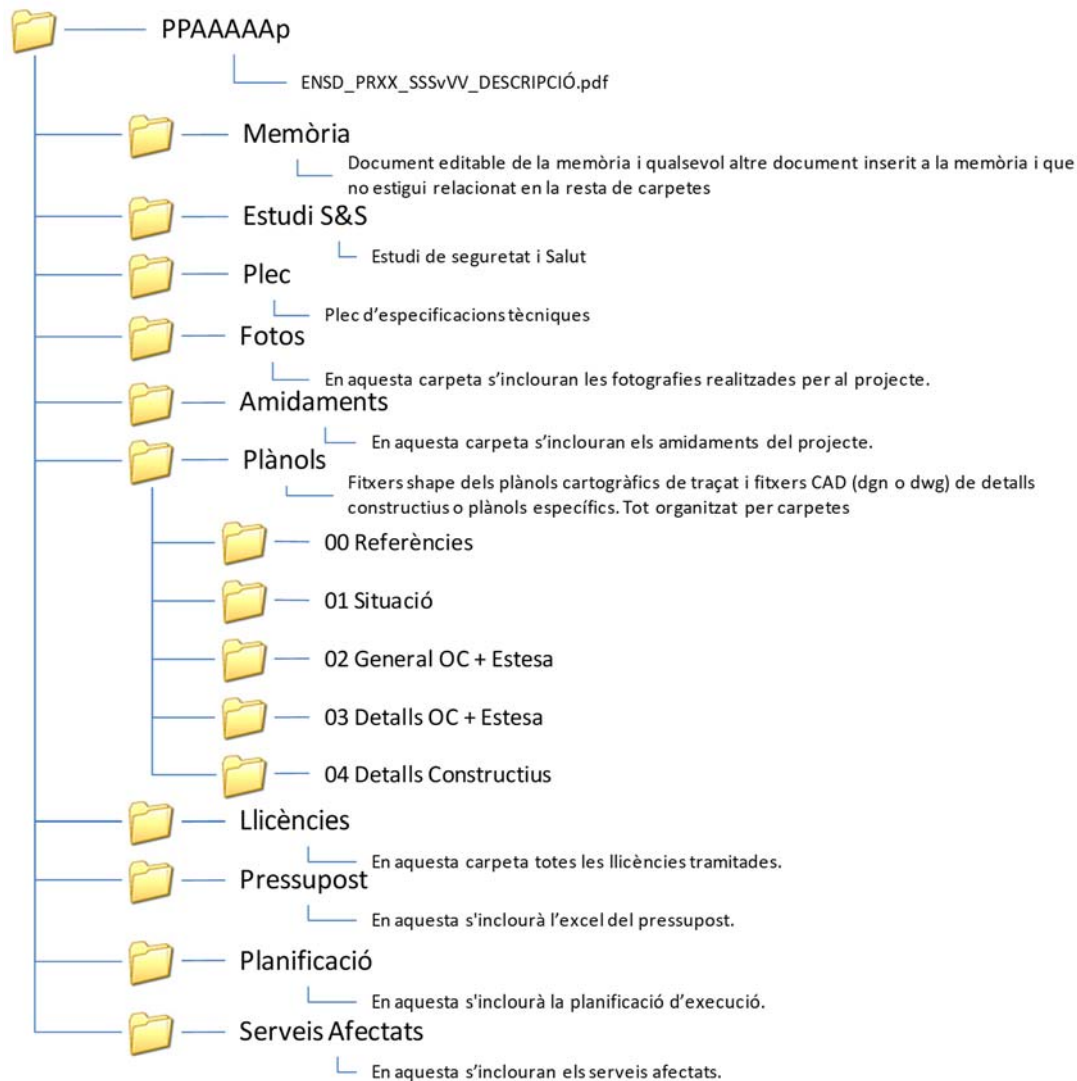 PPAAAAAp
ENSD_PRXX_SSSvVV_DESCRIPCIÓ.pdf
Memòria
Document editable de la memòria i qualsevol altre document inserit a la memòria i que
no estigui relacionat en la resta de carpetes
Estudi S&S
Estudi de seguretat i Salut
Plec
Plec d'especificacions tècniques
Fotos
En aquesta carpeta s'inclouran les fotografies realitzades per al projecte.
Amidaments
En aquesta carpeta s'inclouran els amidaments del projecte.
Plànols
Fitxers shape dels plànols cartogràfics de traçat i fitxers CAD (dgn o dwg) de detalls
constructius o plànols específics. Tot organitzat per carpetes
00 Referències
01 Situació
02 General OC + Estesa
03 Detalls OC + Estesa
04 Detalls Constructius
Llicències
En aquesta carpeta totes les llicències tramitades.
Pressupost
En aquesta s'inclourà l'excel del pressupost.
Planificació
En aquesta s'inclourà la planificació d'execució.
Serveis Afectats
En aquesta s'inclouran els serveis afectats.